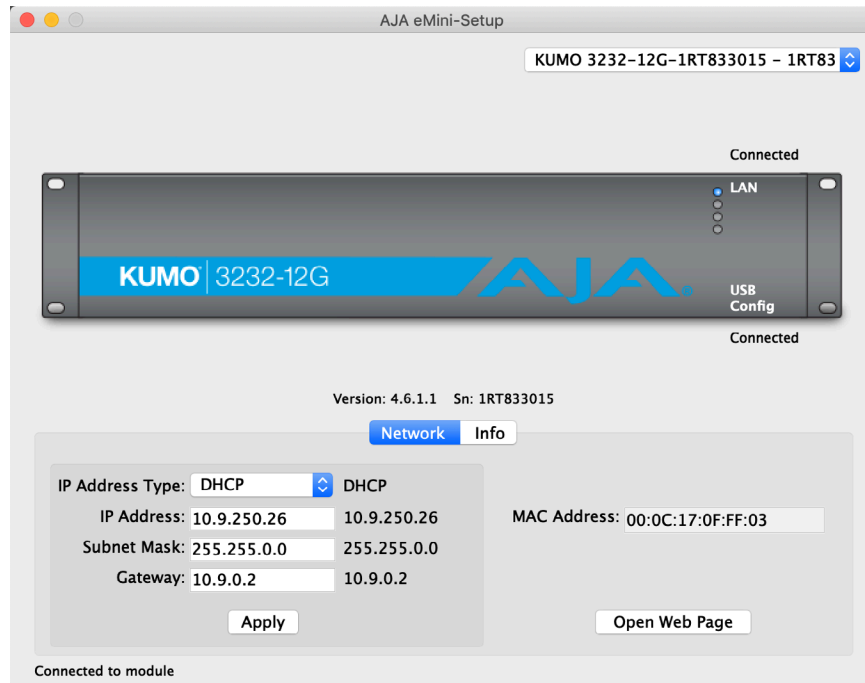 AJA eMini-Setup
KUMO 3232-12G-1RT833015 - 1RT83
Connected
LAN
KUMO 3232-12G
AJA®
USB
Config
Connected
Version: 4.6.1.1 Sn: 1RT833015
Network Info
IP Address Type: DHCP DHCP
IP Address: 10.9.250.26 10.9.250.26
Subnet Mask: 255.255.0.0 255.255.0.0
Gateway: 10.9.0.2 10.9.0.2
Apply
MAC Address: 00:0C:17:0F:FF:03
Open Web Page
Connected to module